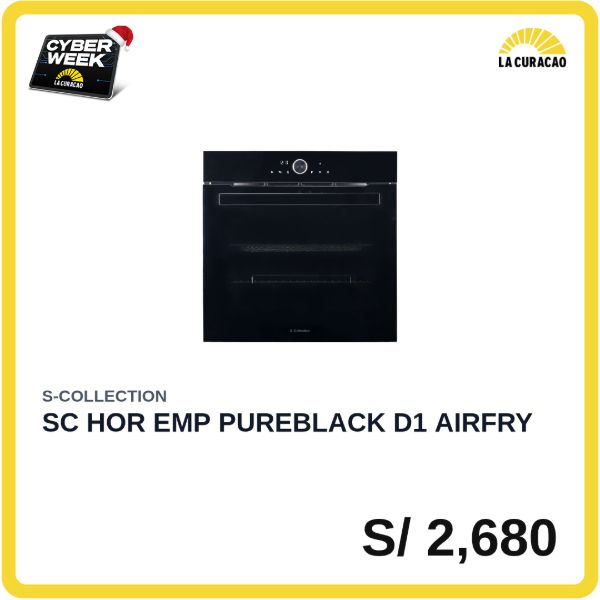 CYBER
WEEK
LA CURACAO
LA CURACAO
S-COLLECTION
SC HOR EMP PUREBLACK D1 AIRFRY
S/ 2,680